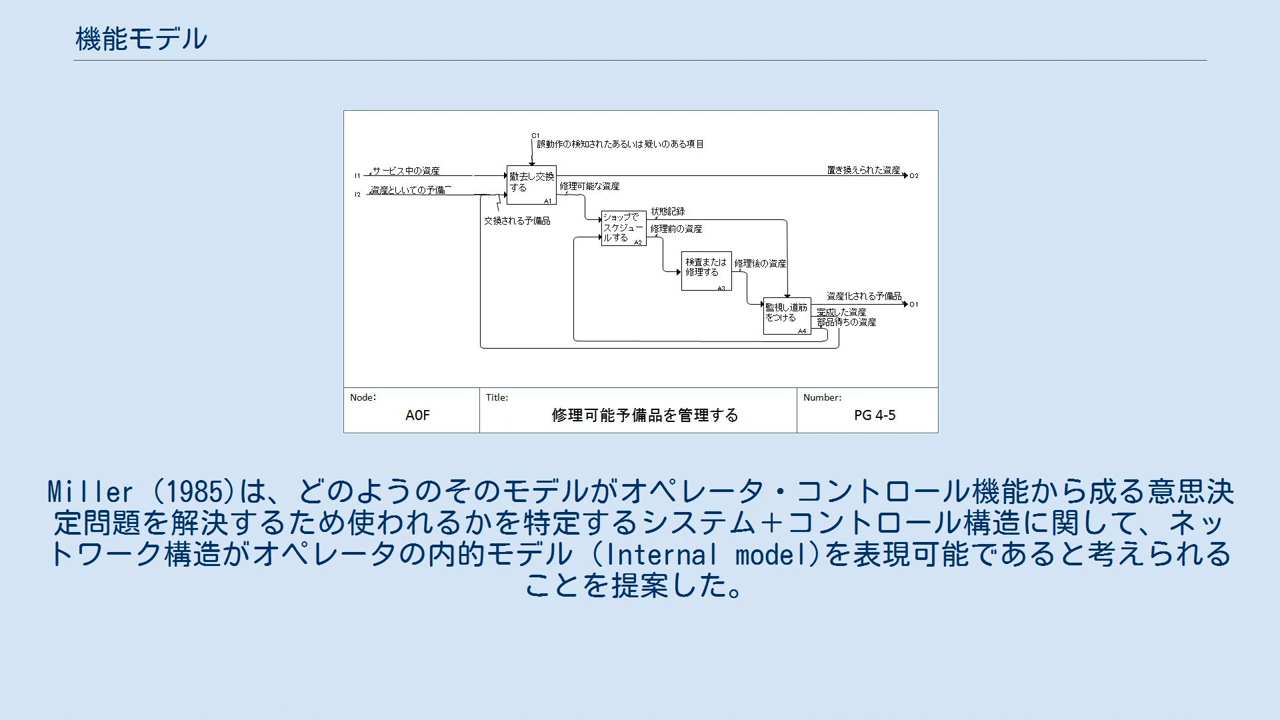 機能モデル
C1
誤動作の検知されたあるいは疑いのある項目
I1 サービス中の資産
置き換えられた資産 O2
撤去し交換
する
A1
I2 資産としいての予備
修理可能な資産
交換される予備品
ショップで
スケジュー
ルする
A2
状態記録
修理前の資産
検査または
修理する
A3
修理後の資産
監視し道筋
をつける
A4
資産化される予備品 O1
完成した資産
部品待ちの資産
Node: Title: Number:
A0F 修理可能予備品を管理する PG 4-5
Miller (1985)は、どのようのそのモデルがオペレータ・コントロール機能から成る意思決
定問題を解決するため使われるかを特定するシステム＋コントロール構造に関して、ネッ
トワーク構造がオペレータの内的モデル (Internal model)を表現可能であると考えられる
ことを提案した。